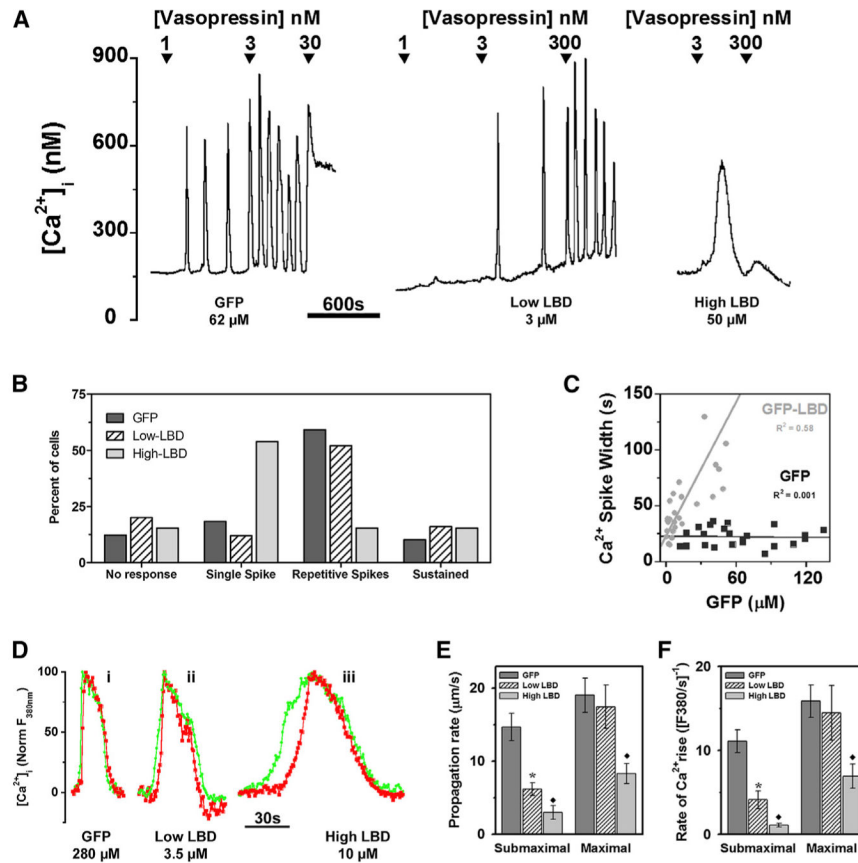 A
[Vasopressin] nM [Vasopressin] nM [Vasopressin] nM
1 3 30 1 3 300 3 300
[Ca2+]i (nM)
900
600
300
0
GFP
62 µM
600s
Low LBD
3 µM
High LBD
50 µM
B
Percent of cells
75
50
25
0
GFP
Low-LBD
High-LBD
No response Single Spike Repetitive Spikes Sustained
C
Ca2+ Spike Width (s)
150
100
50
0
GFP-LBD
R2 = 0.58
GFP
R2 = 0.001
0 60 120
GFP (µM)
D
[Ca2+]i (Norm F380nm)
100
75
50
25
0
i ii iii
30s
GFP
280 µM
Low LBD
3.5 µM
High LBD
10 µM
E
Propagation rate (µm/s)
20
10
0
GFP
Low LBD
High LBD
*
Submaximal Maximal
F
Rate of Ca2+rise ([F380/s]-1
20
10
0
GFP
Low LBD
High LBD
*
Submaximal Maximal